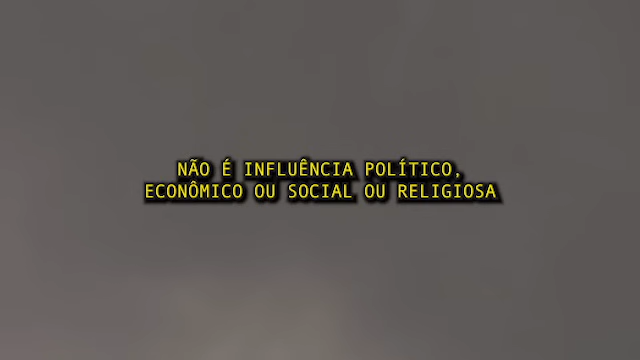 NÃO É INFLUÊNCIA POLÍTICO,
ECONÔMICO OU SOCIAL OU RELIGIOSA